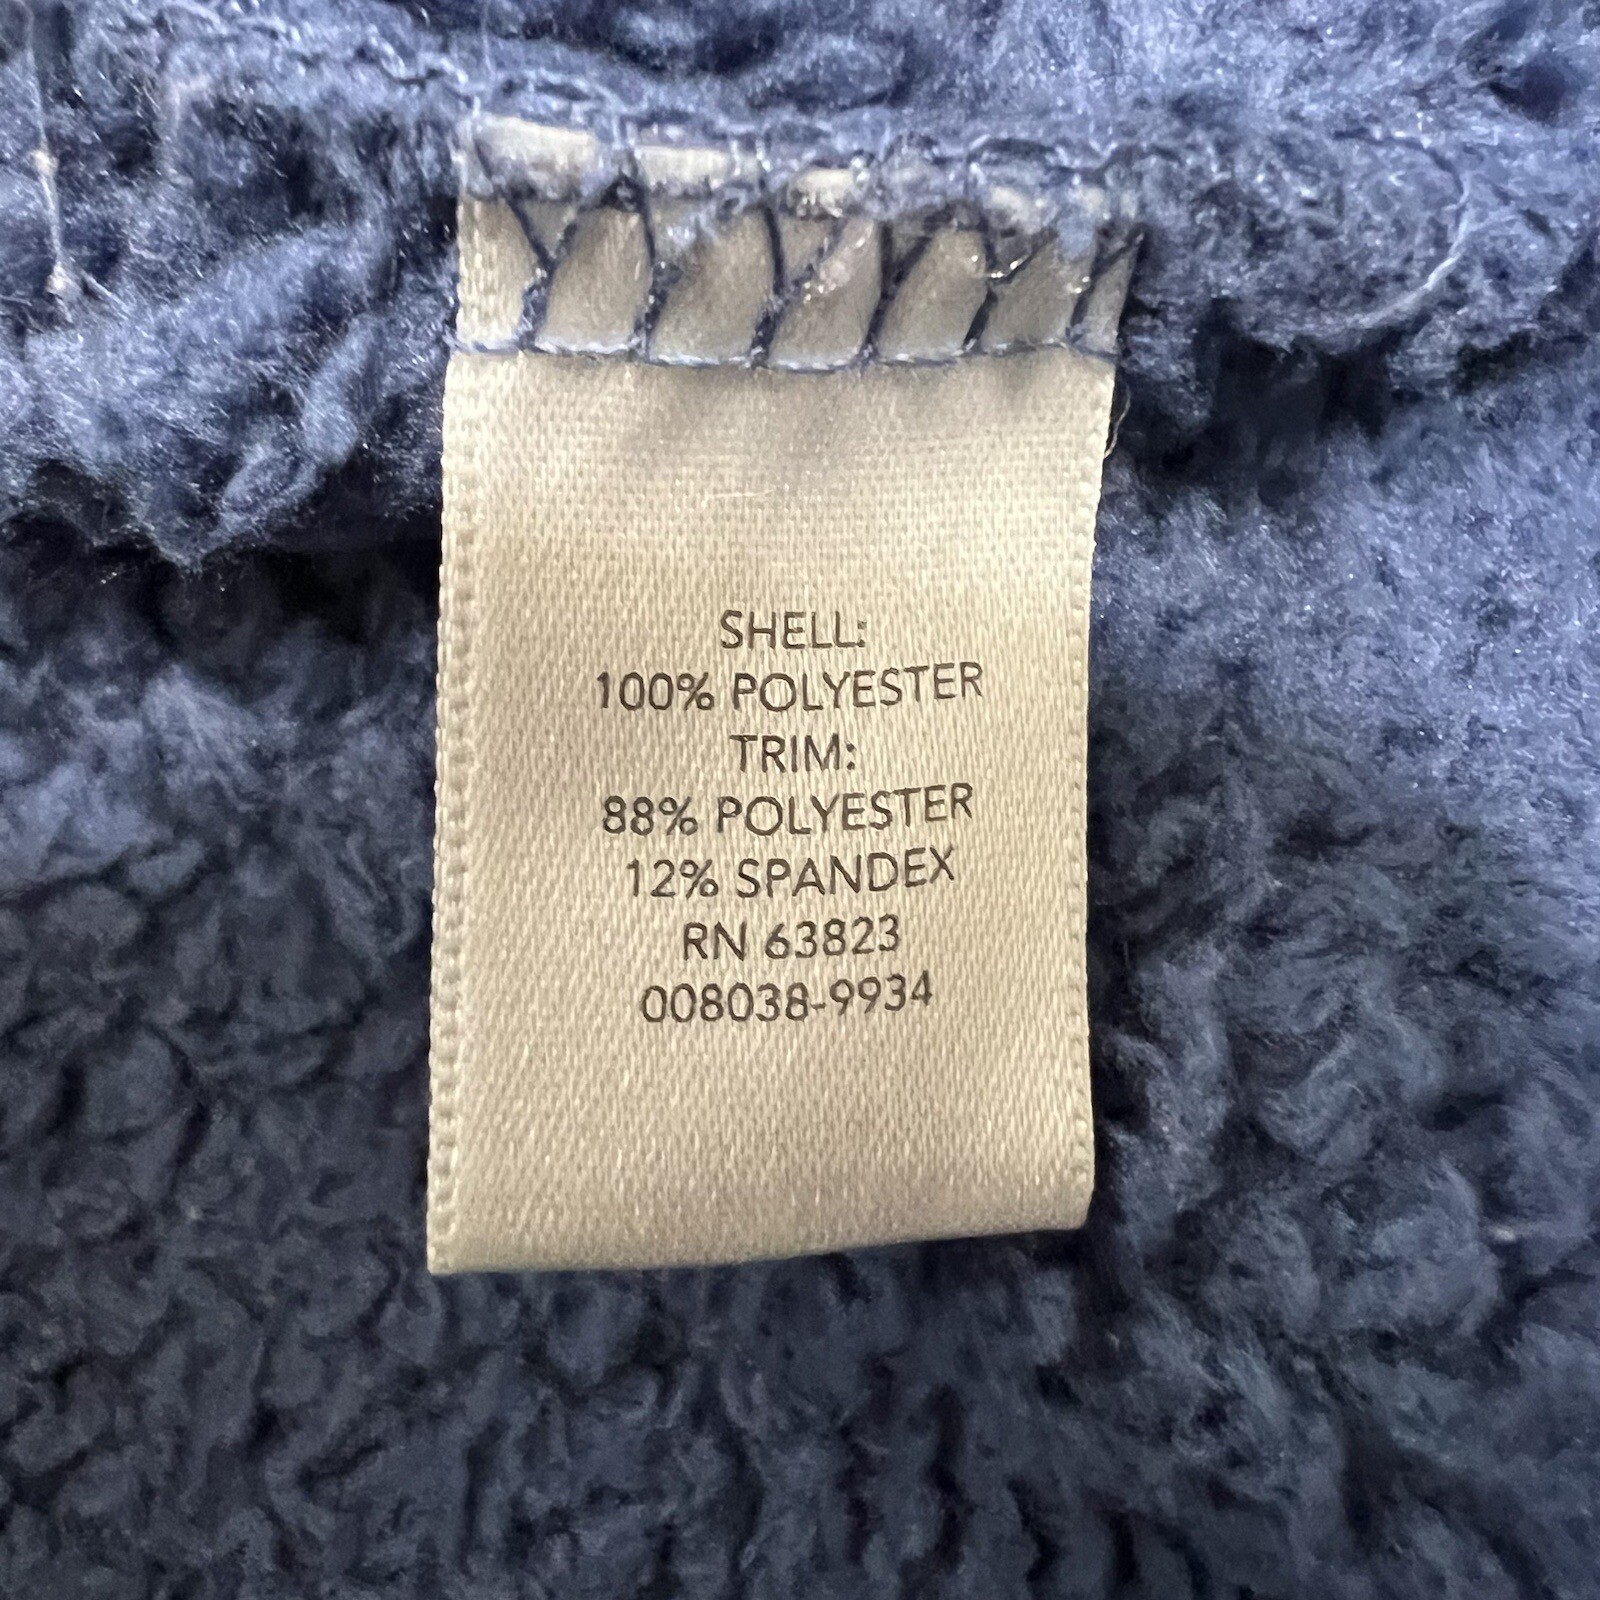 SHELL:
100% POLYESTER
TRIM:
88% POLYESTER
12% SPANDEX
RN 63823
008038-9934